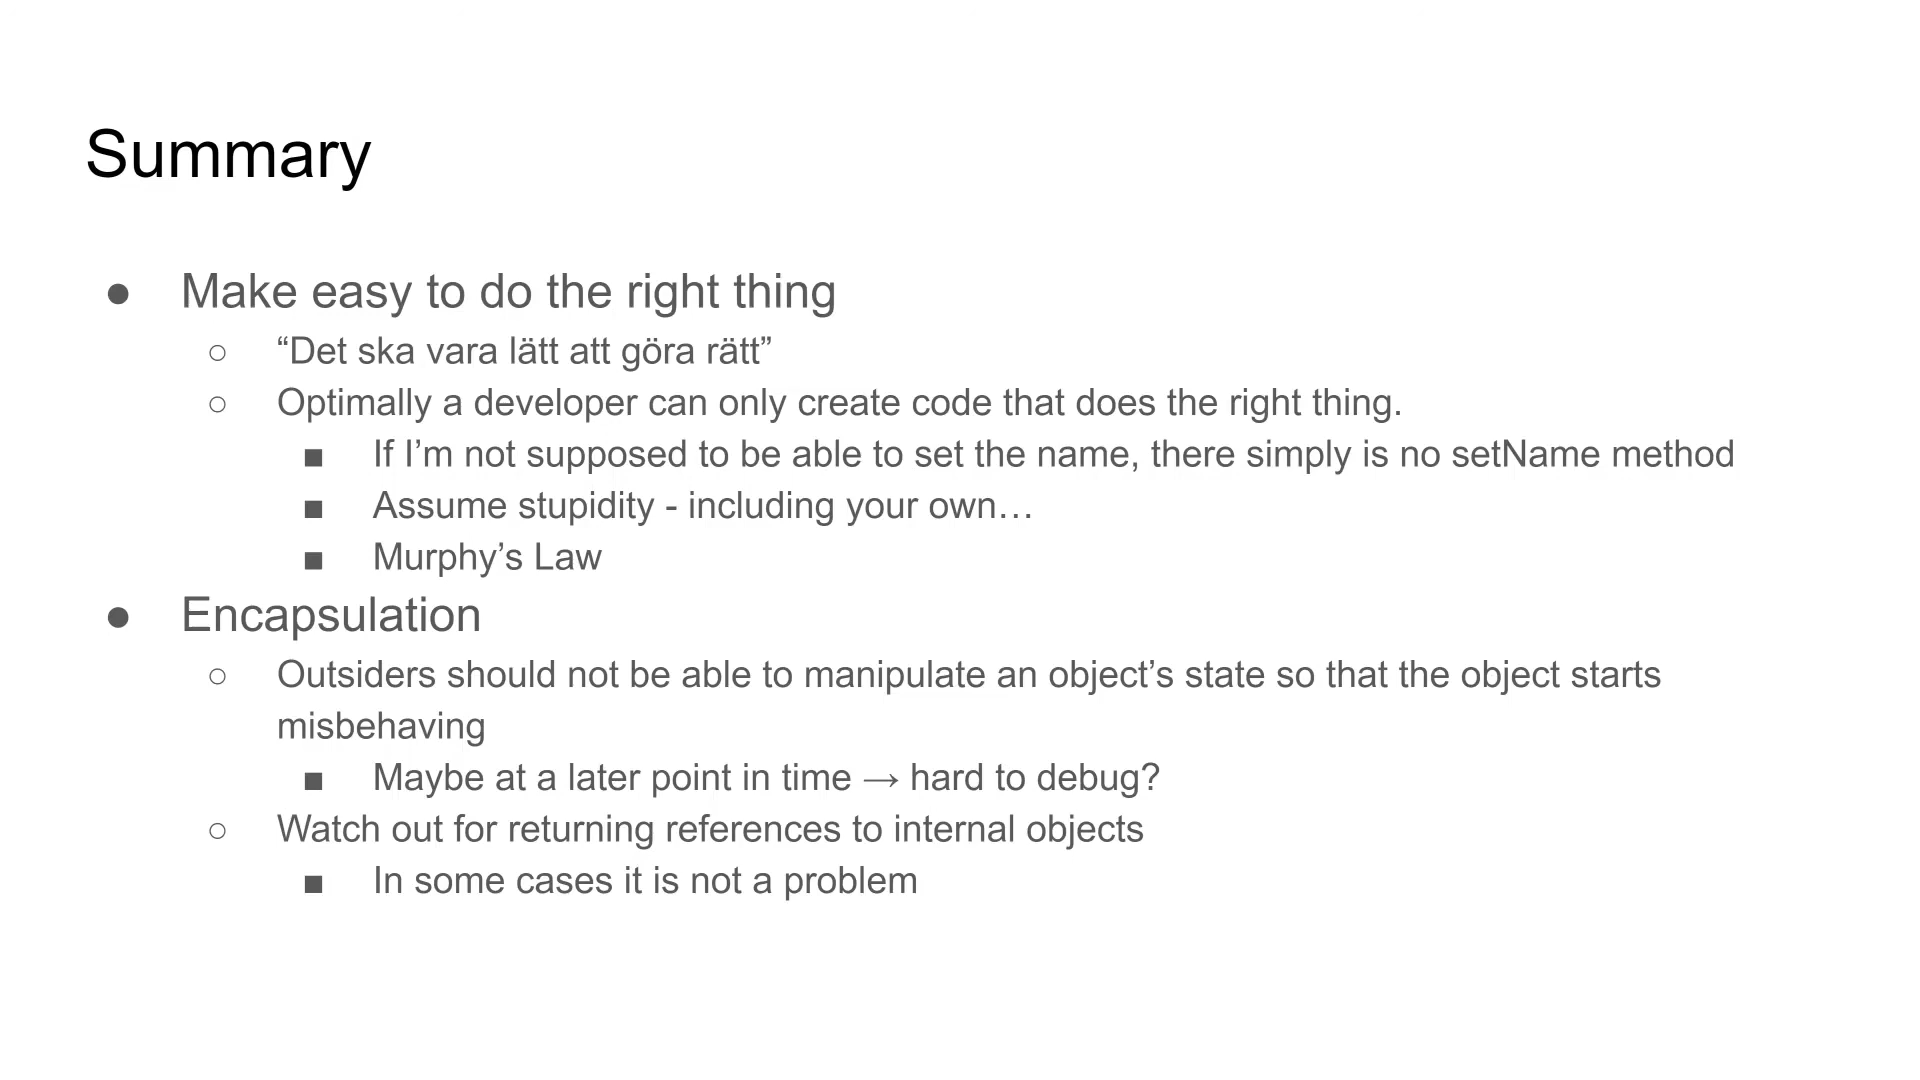 Summary
● Make easy to do the right thing
○ “Det ska vara lätt att göra rätt”
○ Optimally a developer can only create code that does the right thing.
■ If I’m not supposed to be able to set the name, there simply is no setName method
■ Assume stupidity - including your own…
■ Murphy’s Law
● Encapsulation
○ Outsiders should not be able to manipulate an object’s state so that the object starts
misbehaving
■ Maybe at a later point in time → hard to debug?
○ Watch out for returning references to internal objects
■ In some cases it is not a problem